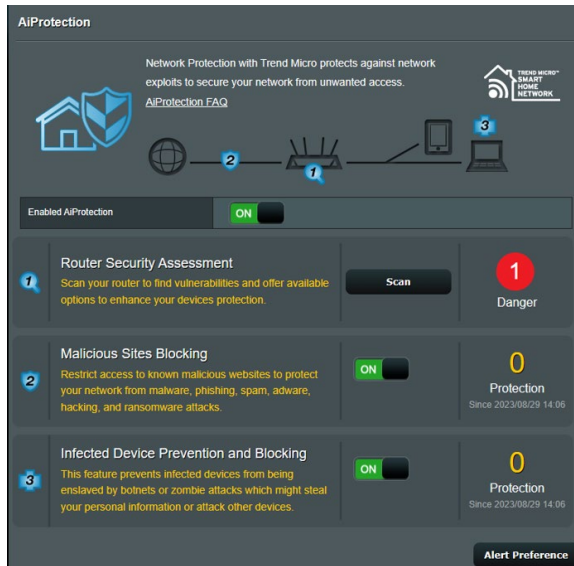 AiProtection
Network Protection with Trend Micro protects against network
exploits to secure your network from unwanted access.
AiProtection FAQ
TREND MICRO™
SMART
HOME
NETWORK
3
2
1
Enabled AiProtection
ON
1
Router Security Assessment
Scan your router to find vulnerabilities and offer available
options to enhance your devices protection.
Scan
1
Danger
2
Malicious Sites Blocking
Restrict access to known malicious websites to protect
your network from malware, phishing, spam, adware,
hacking, and ransomware attacks.
ON
0
Protection
Since 2023/08/29 14:06
3
Infected Device Prevention and Blocking
This feature prevents infected devices from being
enslaved by botnets or zombie attacks which might steal
your personal information or attack other devices.
ON
0
Protection
Since 2023/08/29 14:06
Alert Preference